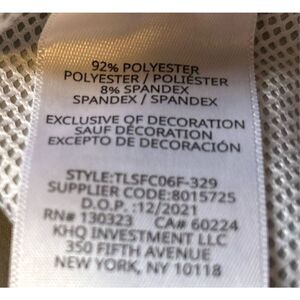 92% POLYESTER
POLYESTER / POLIÉSTER
8% SPANDEX
SPANDEX / SPANDEX
EXCLUSIVE OF DECORATION
SAUF DÉCORATION
EXCEPTO DE DECORACIÓN
STYLE:TLSFC06F-329
SUPPLIER CODE:8015725
D.O.P. :12/2021
RN# 130323 CA# 60224
KHQ INVESTMENT LLC
350 FIFTH AVENUE
NEW YORK, NY 10118